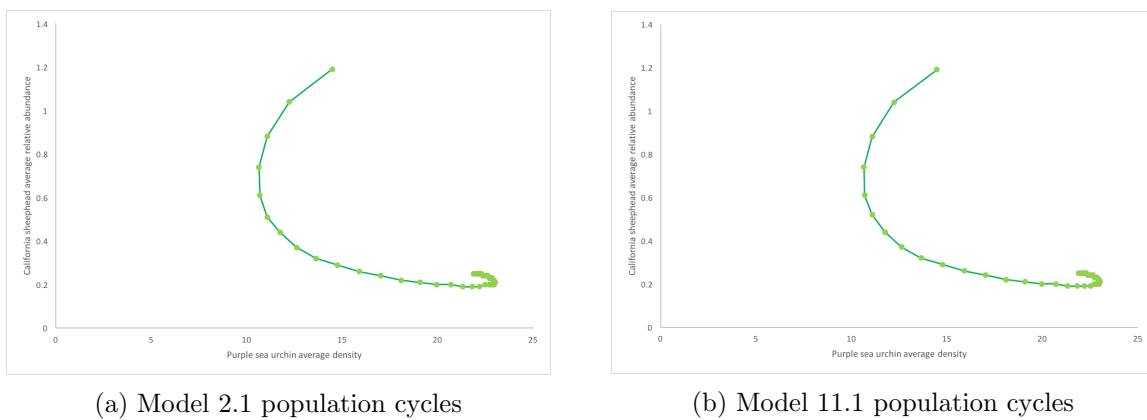 1.4
1.2
1
0.8
0.6
0.4
0.2
0
California sheephead average relative abundance
0 5 10 15 20 25
Purple sea urchin average density
(a) Model 2.1 population cycles
1.4
1.2
1
0.8
0.6
0.4
0.2
0
California sheephead average relative abundance
0 5 10 15 20 25
Purple sea urchin average density
(b) Model 11.1 population cycles